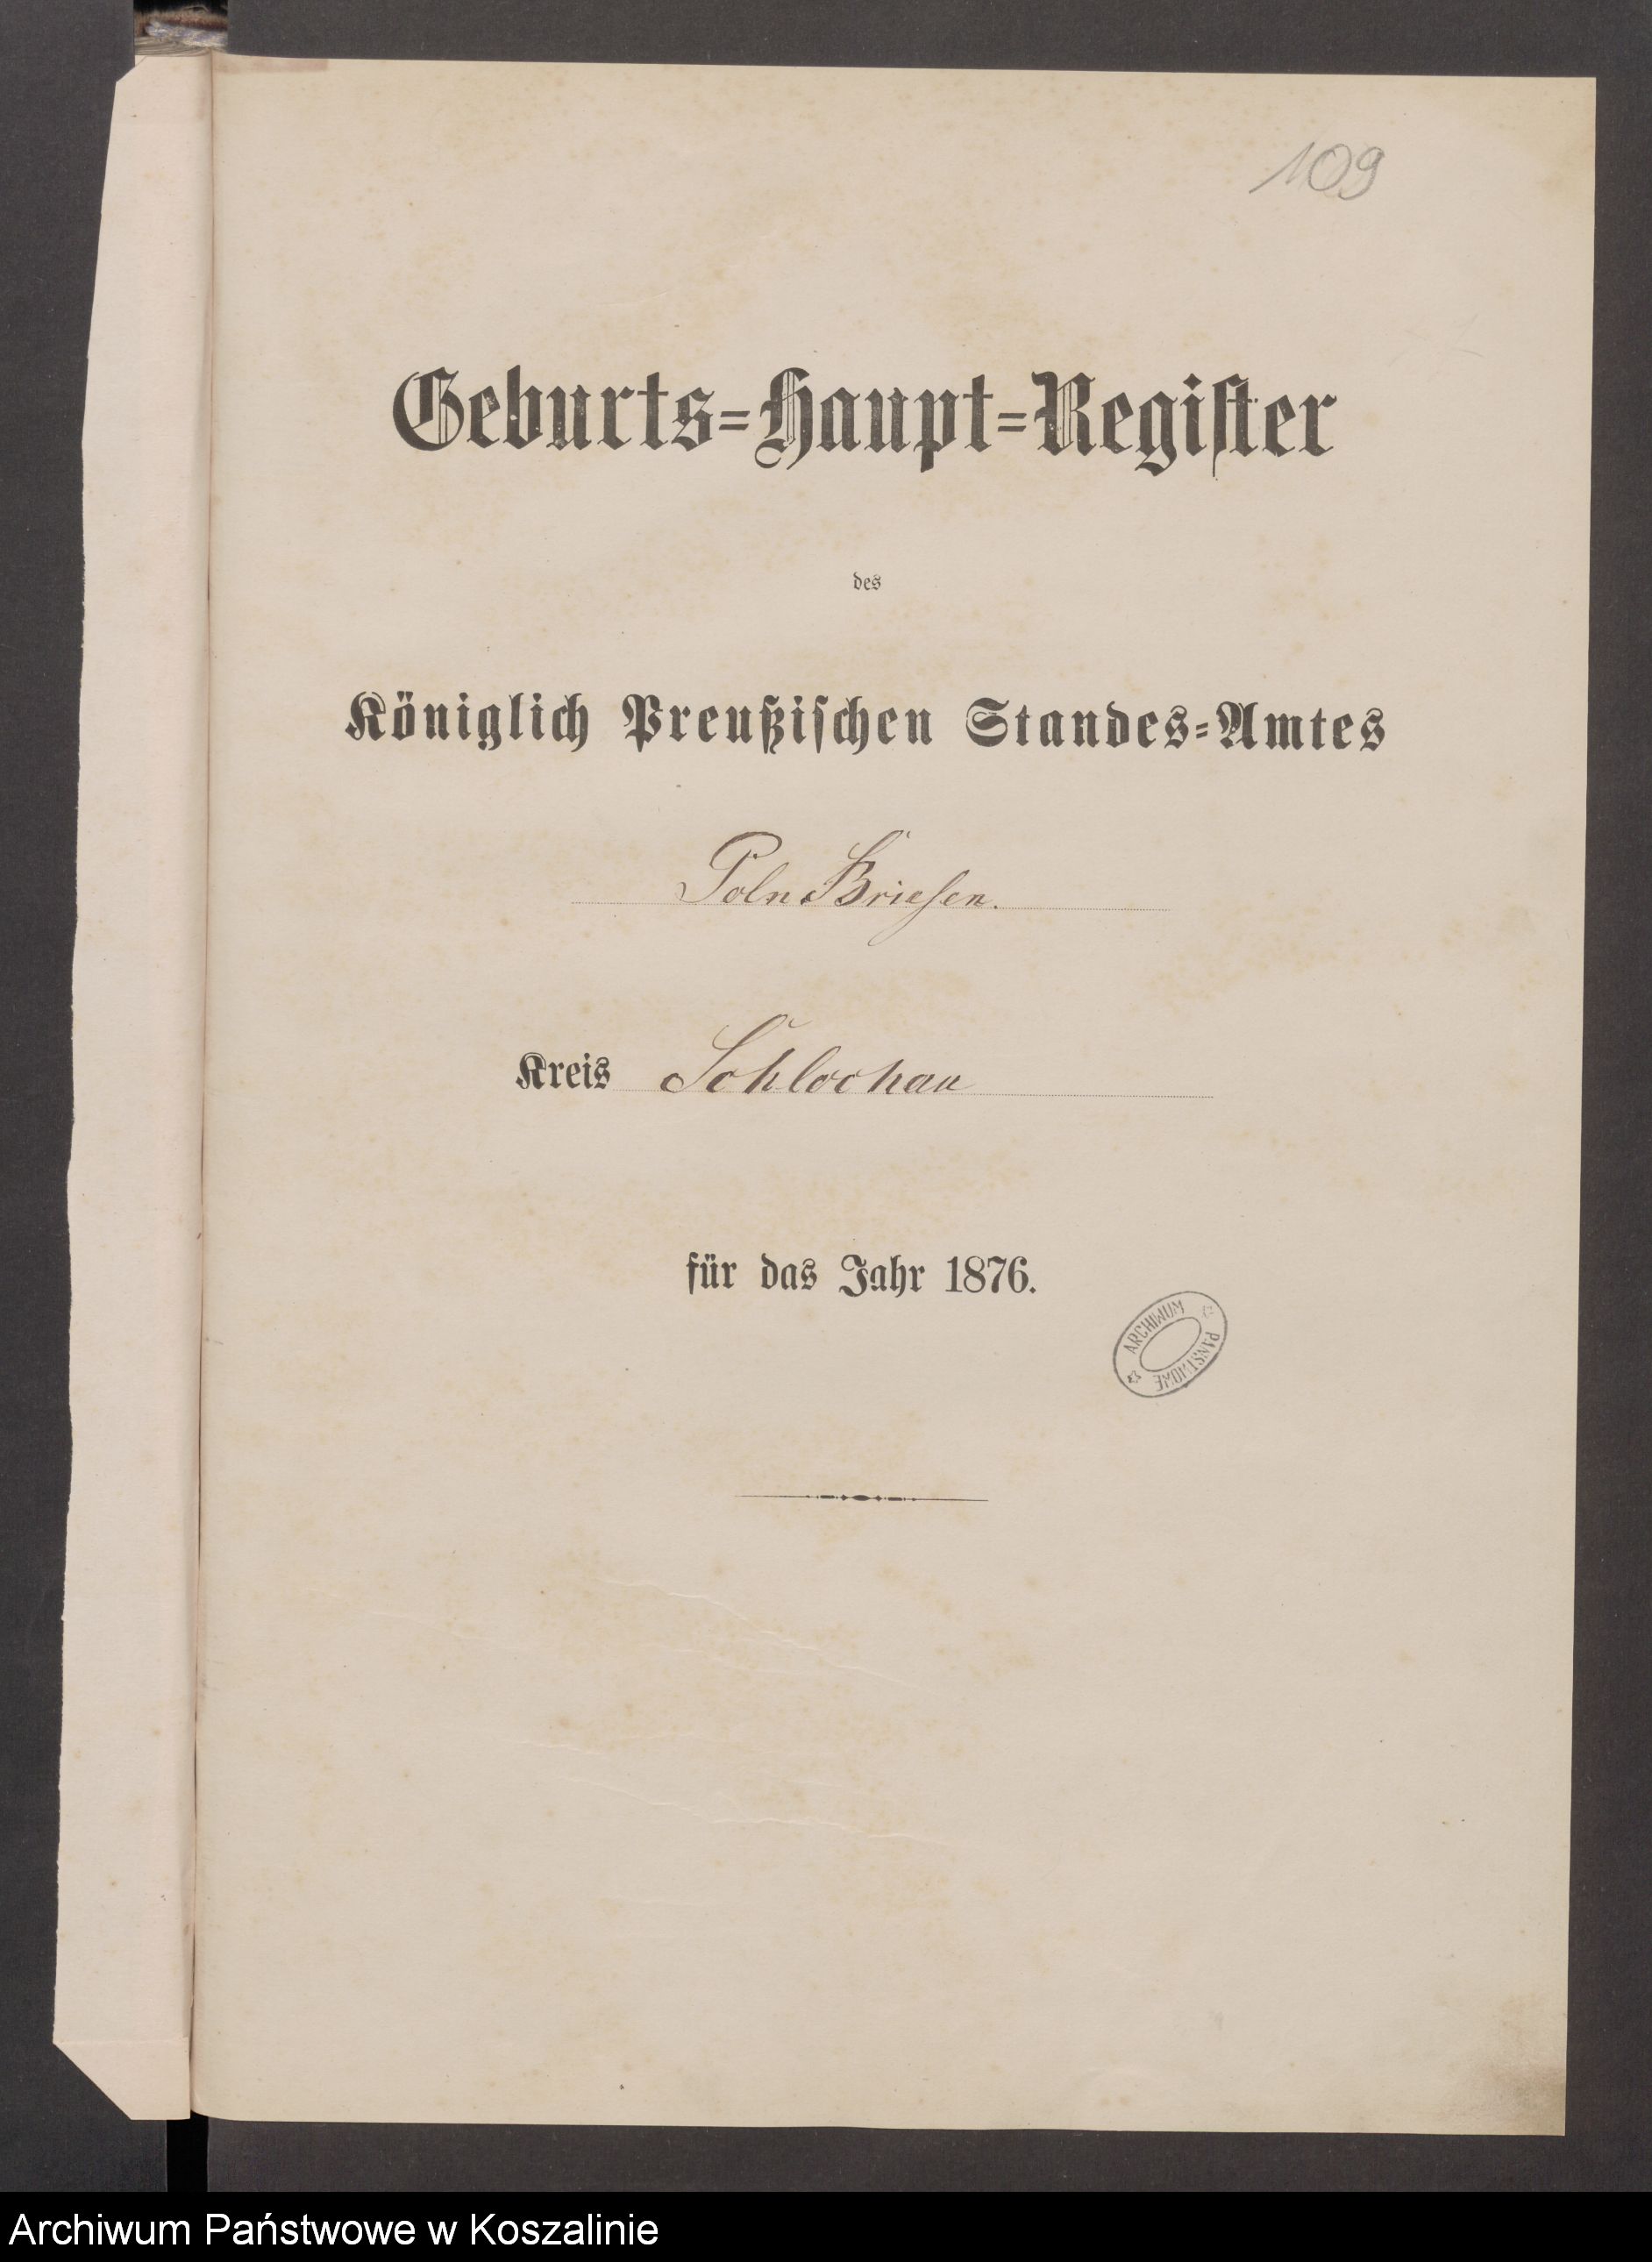 109
Geburts=Haupt=Regiſter
des
Königlich Preußiſchen Standes=Amtes
Poln Briesen.
Kreis Schlochau
für das Jahr 1876.
ARCHIWUM
PAŃSTWOWE
Archiwum Państwowe w Koszalinie